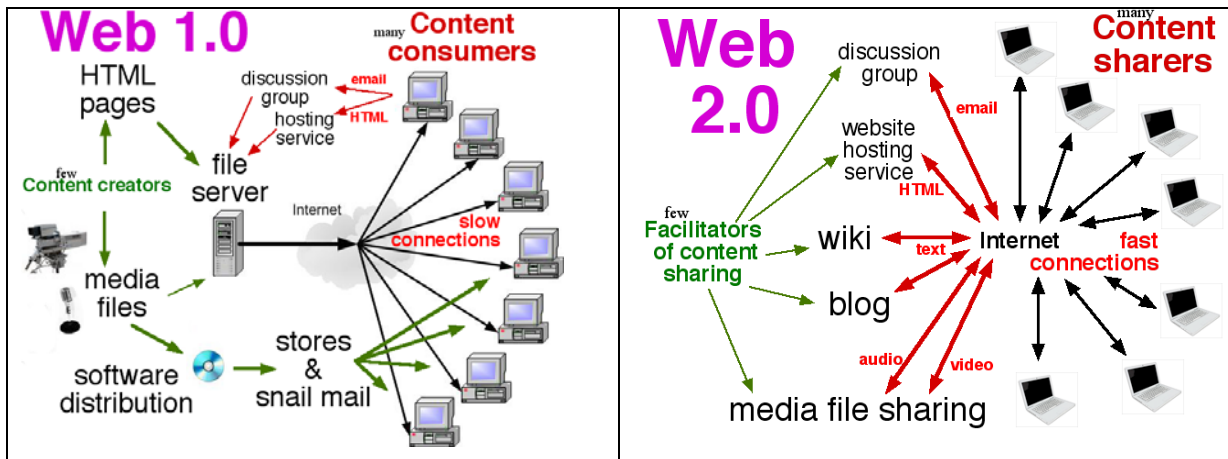 Web 1.0
many Content
consumers
HTML
pages
discussion
group
hosting
service
email
HTML
file
server
few
Content creators
Internet
slow
connections
media
files
stores
&
snail mail
software
distribution
Web
2.0
many
Content
sharers
discussion
group
email
website
hosting
service
HTML
few
Facilitators
of content
sharing
wiki
text
Internet
fast
connections
blog
audio
video
media file sharing